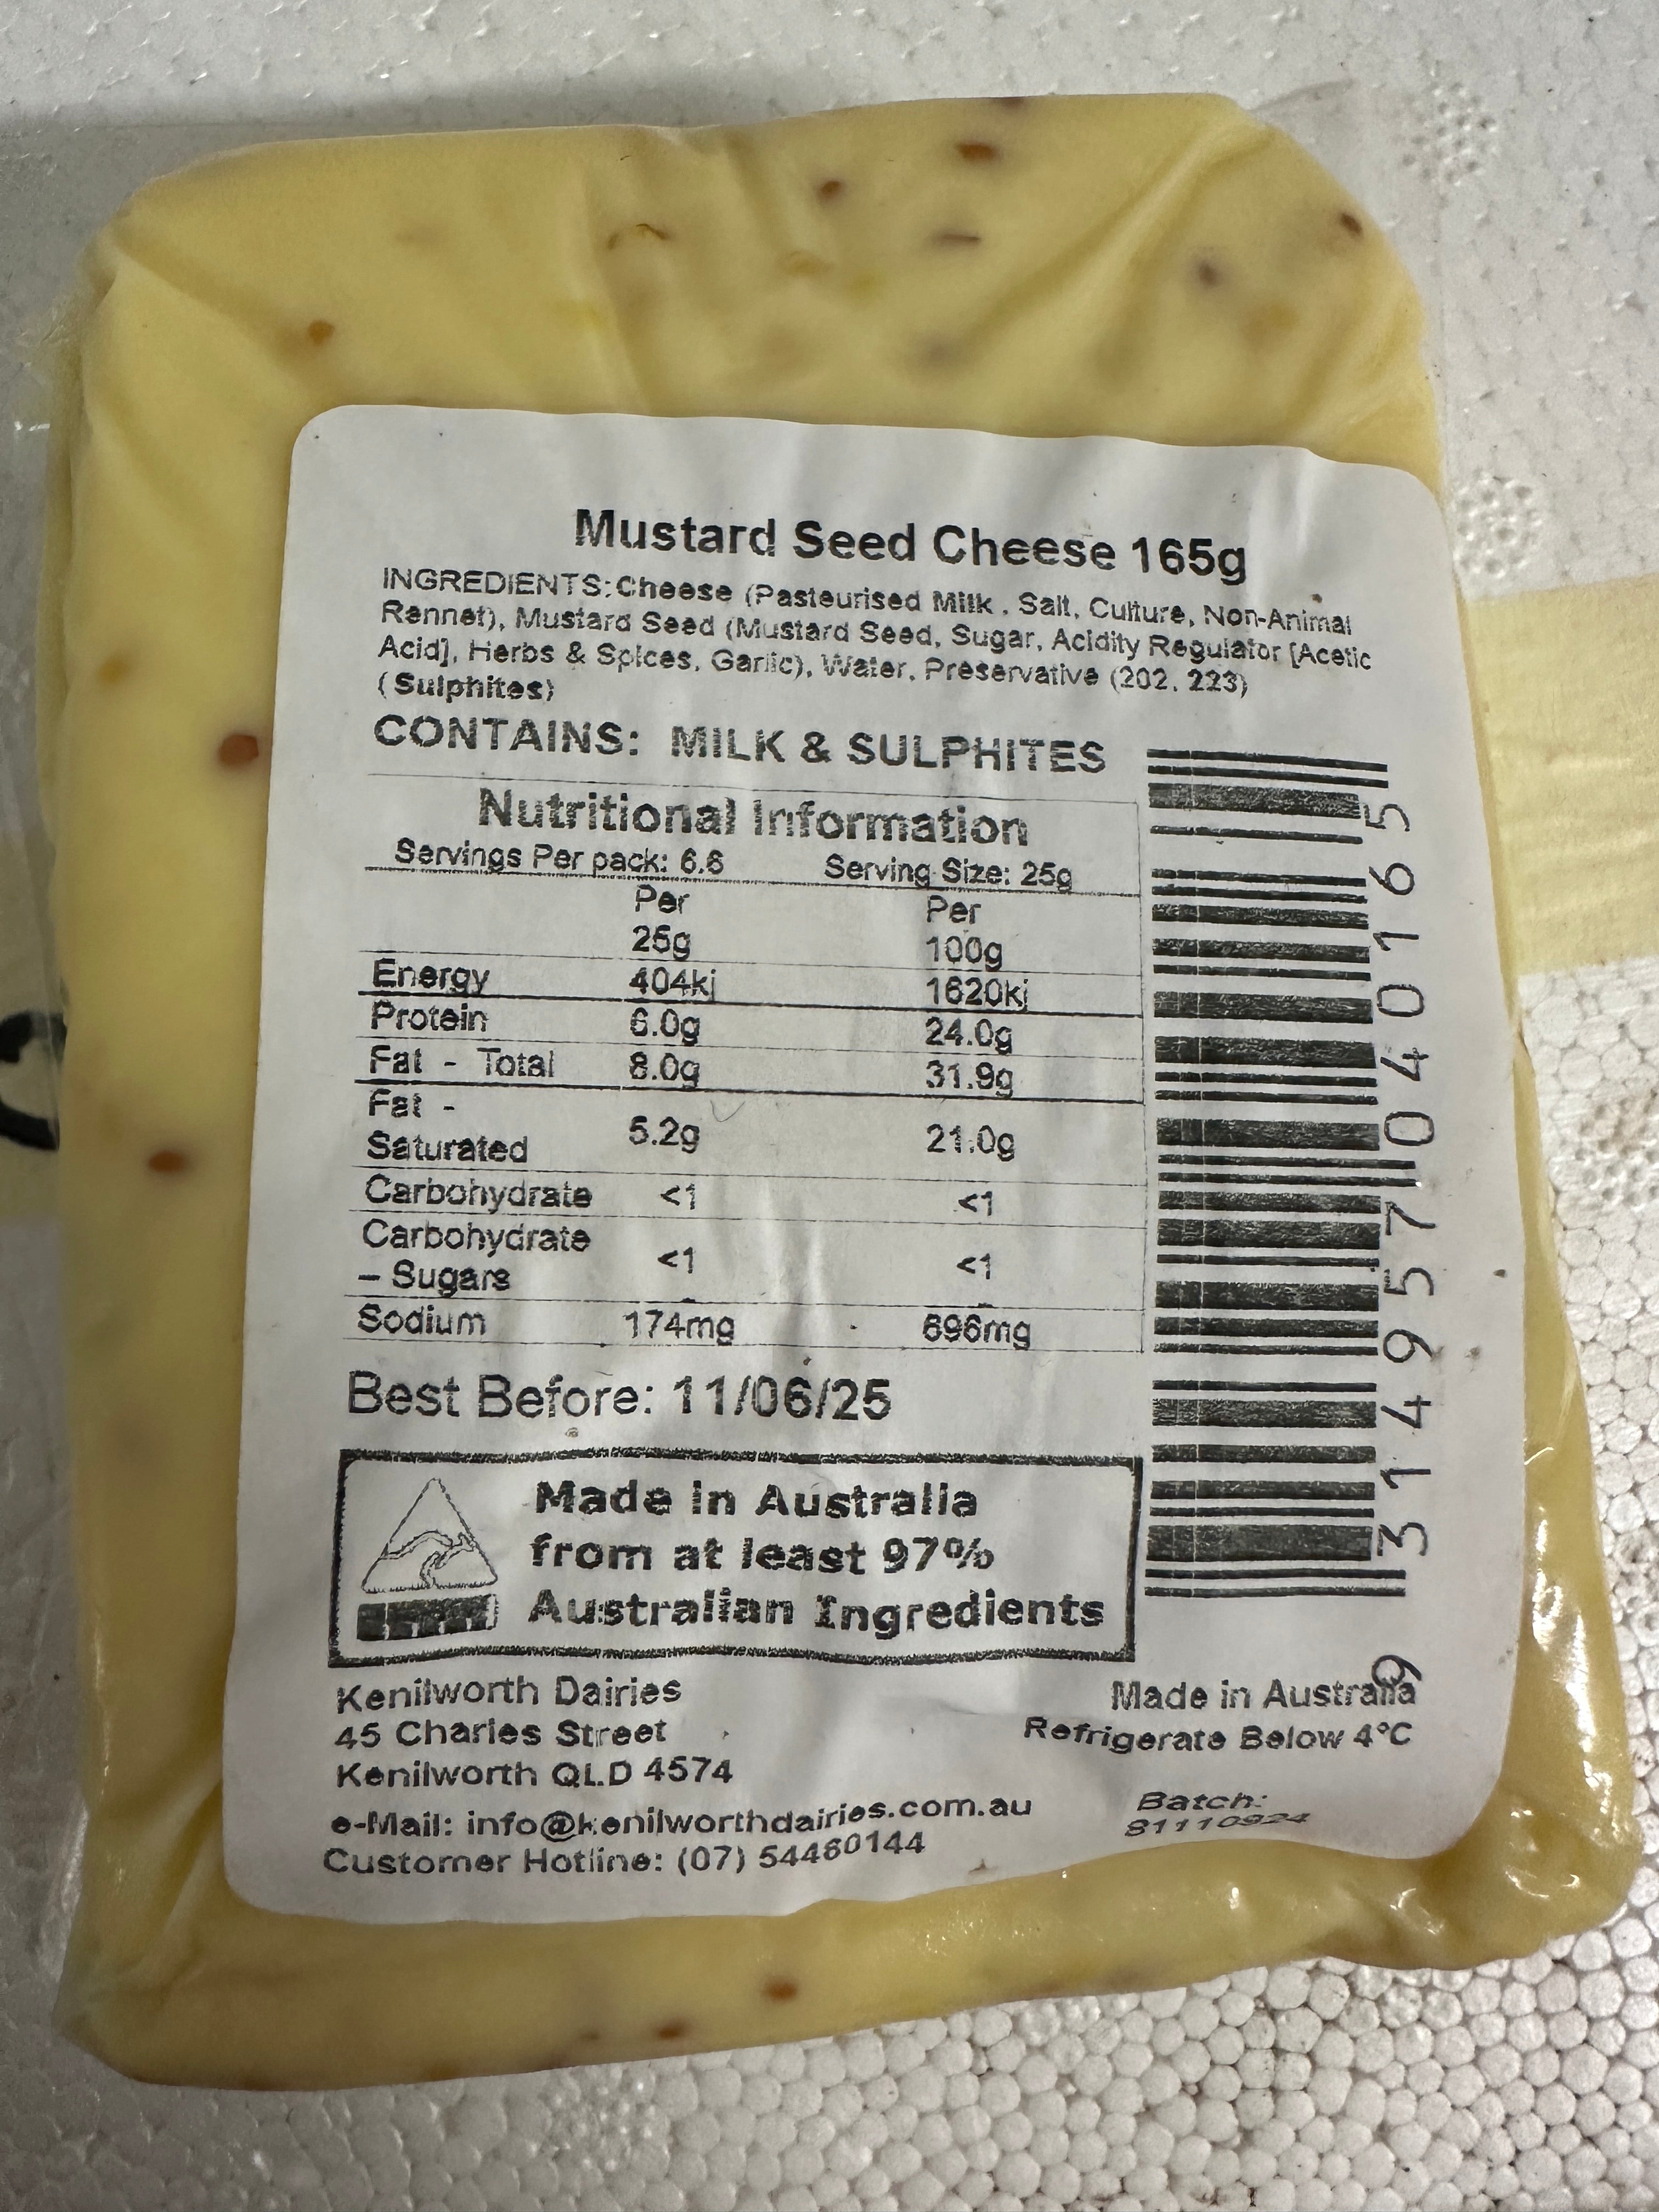 Mustard Seed Cheese 165g
INGREDIENTS: Cheese (Pasteurised Milk , Salt, Culture, Non-Animal
Rennet), Mustard Seed (Mustard Seed, Sugar, Acidity Regulator [Acetic
Acid], Herbs & Spices, Garlic), Water, Preservative (202, 223)
(Sulphites)
CONTAINS: MILK & SULPHITES
Nutritional Information
Servings Per pack: 6.6 Serving Size: 25g
Per Per
25g 100g
Energy 404kj 1620kj
Protein 6.0g 24.0g
Fat - Total 8.0g 31.9g
Fat -
Saturated 5.2g 21.0g
Carbohydrate <1 <1
Carbohydrate
– Sugars <1 <1
Sodium 174mg 696mg
Best Before: 11/06/25
Made in Australia
from at least 97%
Australian Ingredients
Kenilworth Dairies
45 Charles Street
Kenilworth QLD 4574
e-Mail: info@kenilworthdairies.com.au
Customer Hotline: (07) 54460144
Made in Australia
Refrigerate Below 4°C
Batch:
81110924
9 314957 040165